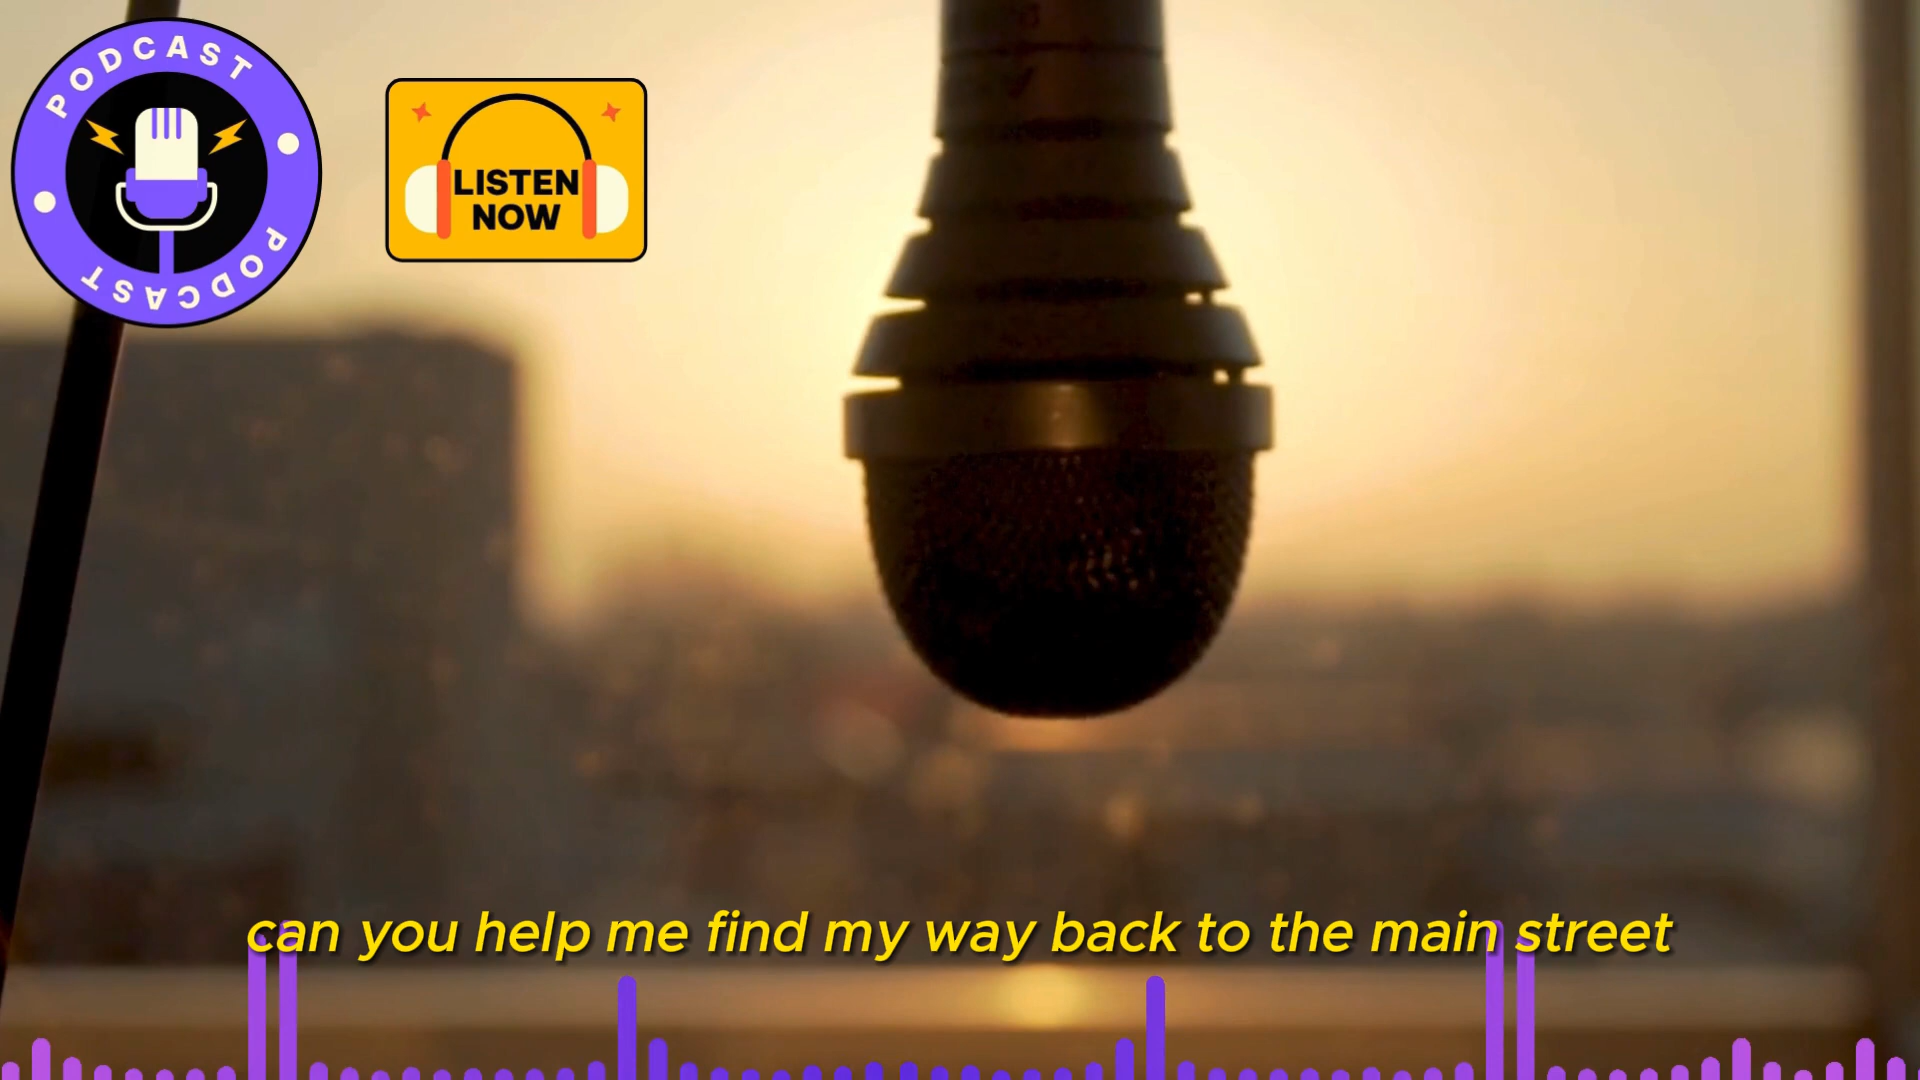 PODCAST
PODCAST
LISTEN
NOW
can you help me find my way back to the main street